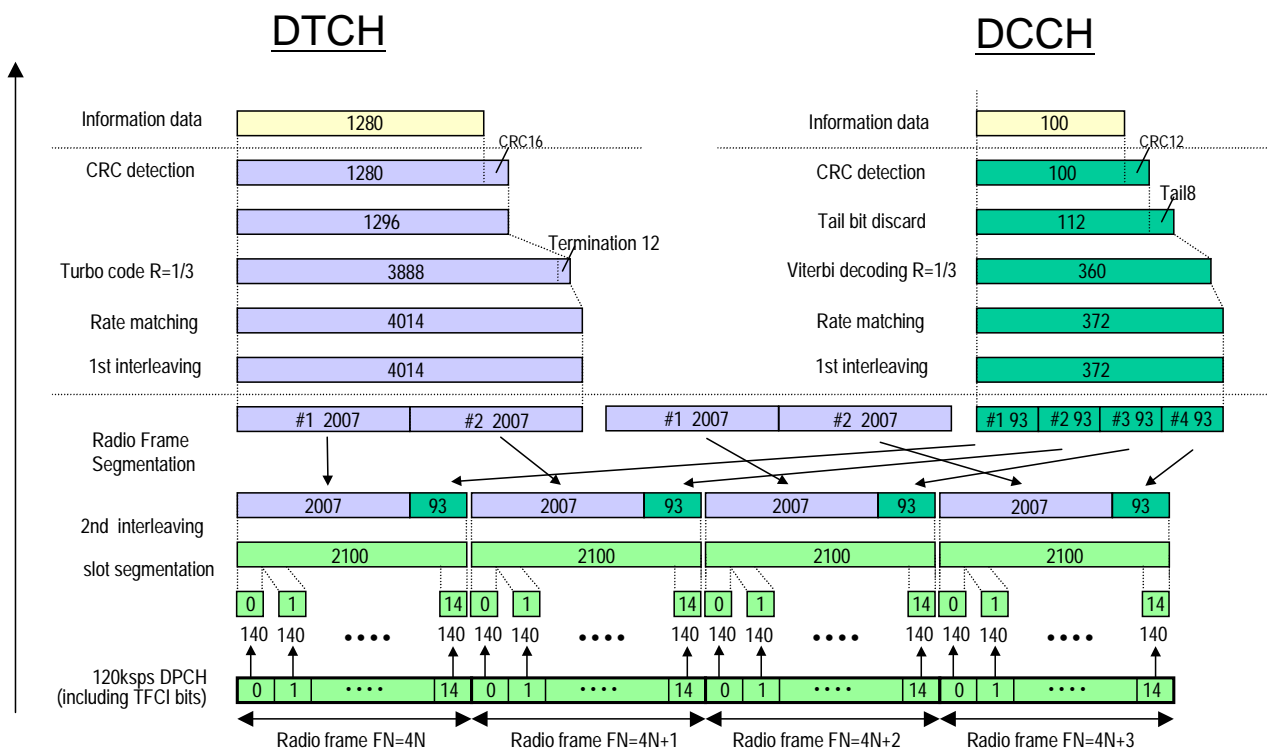 DTCH DCCH
Information data 1280 Information data 100
CRC16 CRC12
CRC detection 1280 CRC detection 100
Tail8
1296 Tail bit discard 112
Termination 12
Turbo code R=1/3 3888 Viterbi decoding R=1/3 360
Rate matching 4014 Rate matching 372
1st interleaving 4014 1st interleaving 372
#1 2007 #2 2007 #1 2007 #2 2007 #1 93 #2 93 #3 93 #4 93
Radio Frame
Segmentation
2007 93 2007 93 2007 93 2007 93
2nd interleaving
2100 2100 2100 2100
slot segmentation
0 1 14 0 1 14 0 1 14 0 1 14
140 140 •••• 140 140 140 •••• 140 140 140 •••• 140 140 140 •••• 140
120ksps DPCH
(including TFCI bits)
0 1 •••• 14 0 1 •••• 14 0 1 •••• 14 0 1 •••• 14
Radio frame FN=4N Radio frame FN=4N+1 Radio frame FN=4N+2 Radio frame FN=4N+3